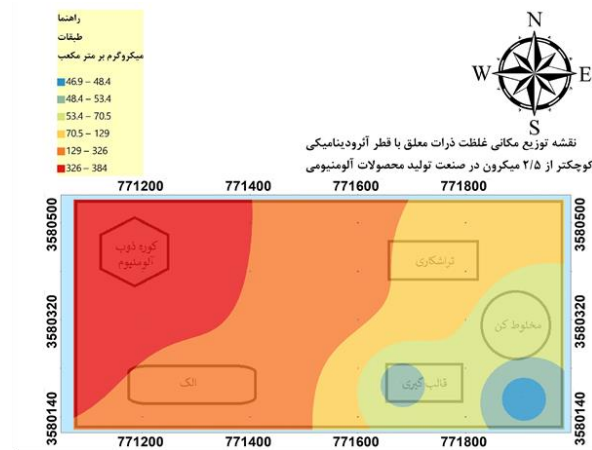 راهنما
طبقات
میکروگرم بر متر مکعب
46.9 – 48.4
48.4 – 53.4
53.4 – 70.5
70.5 – 129
129 – 326
326 – 384
N
W
E
S
نقشه توزیع مکانی غلظت ذرات معلق با قطر آئرودینامیکی
کوچکتر از ۲/۵ میکرون در صنعت تولید محصولات آلومنیومی
771200 771400 771600 771800
3580500 3580500
کوره ذوب
آلومنیوم
تراشکاری
3580320 3580320
مخلوط کن
الک
قالب گیری
3580140 3580140
771200 771400 771600 771800